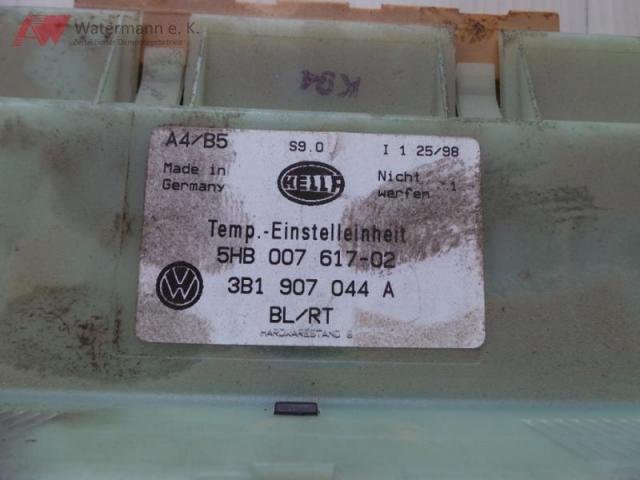 Watermann e. K.
K94
A4/B5 S9.0 I 1 25/98
Made in Germany
HELLA
Nicht werfen !
Temp.-Einstelleinheit
5HB 007 617-02
VW
3B1 907 044 A
BL/RT
HARDWARESTAND